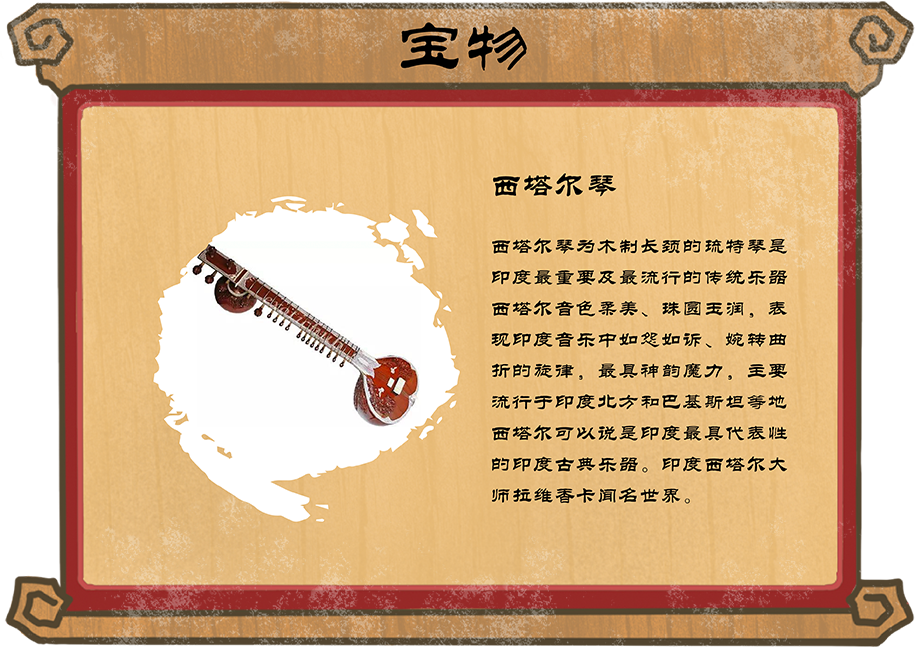 宝物
西塔尔琴
西塔尔琴为木制长颈的琉特琴是
印度最重要及最流行的传统乐器
西塔尔音色柔美、珠圆玉润，表
现印度音乐中如怨如诉、婉转曲
折的旋律，最具神韵魔力，主要
流行于印度北方和巴基斯坦等地
西塔尔可以说是印度最具代表性
的印度古典乐器。印度西塔尔大
师拉维香卡闻名世界。